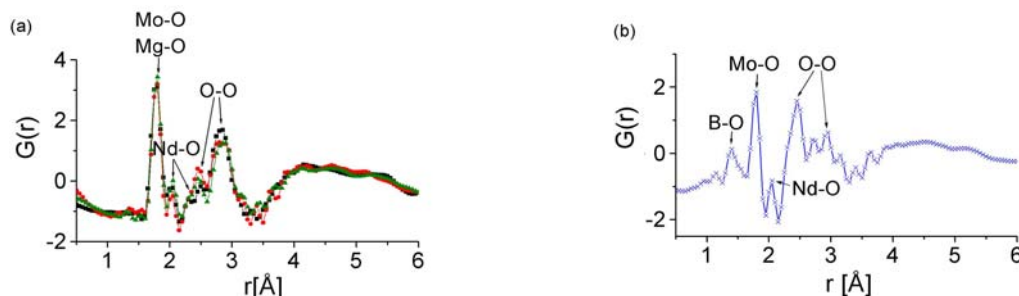 (a)
Mo-O
Mg-O
O-O
Nd-O
G(r)
4
2
0
-2
1 2 3 4 5 6
r[Å]
(b)
Mo-O
O-O
B-O
Nd-O
G(r)
2
0
-2
1 2 3 4 5 6
r [Å]